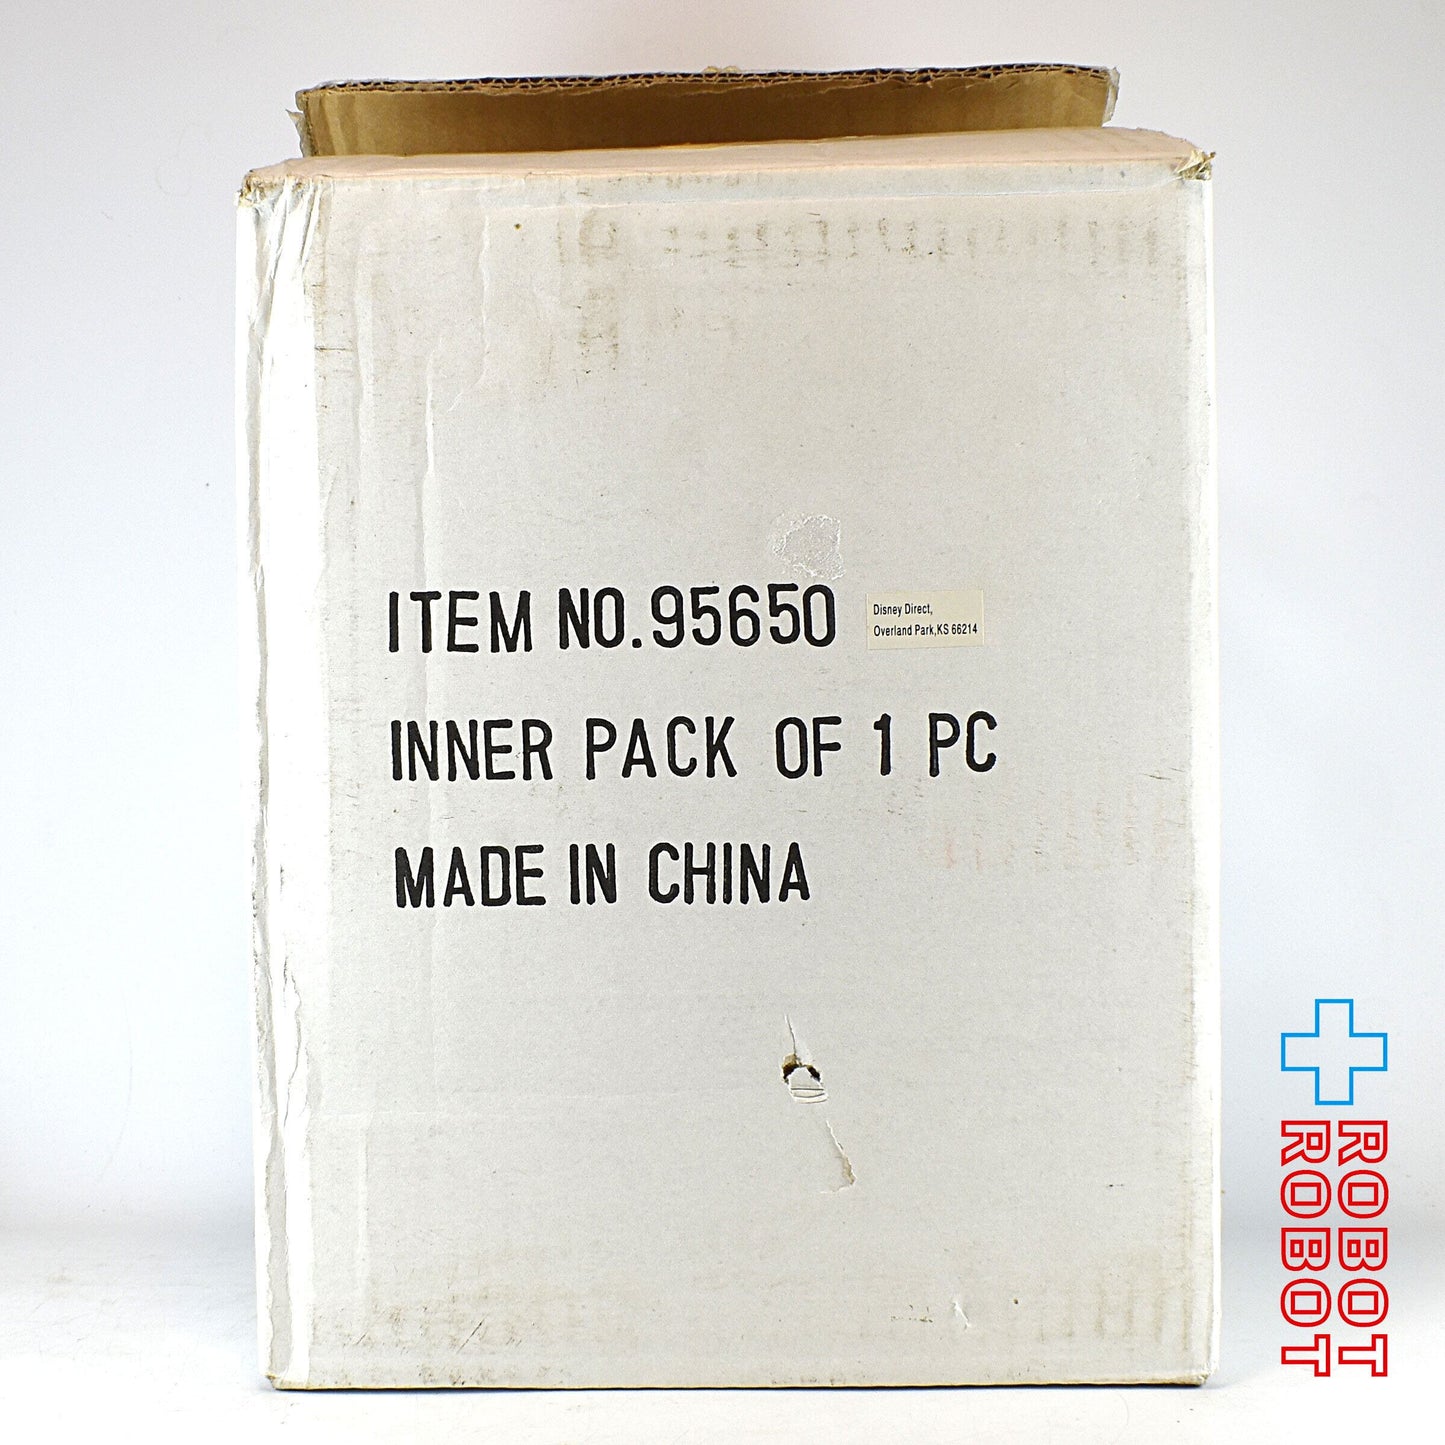 ITEM NO.95650
Disney Direct,
Overland Park,KS 66214
INNER PACK OF 1 PC
MADE IN CHINA
ROBOT
ROBOT